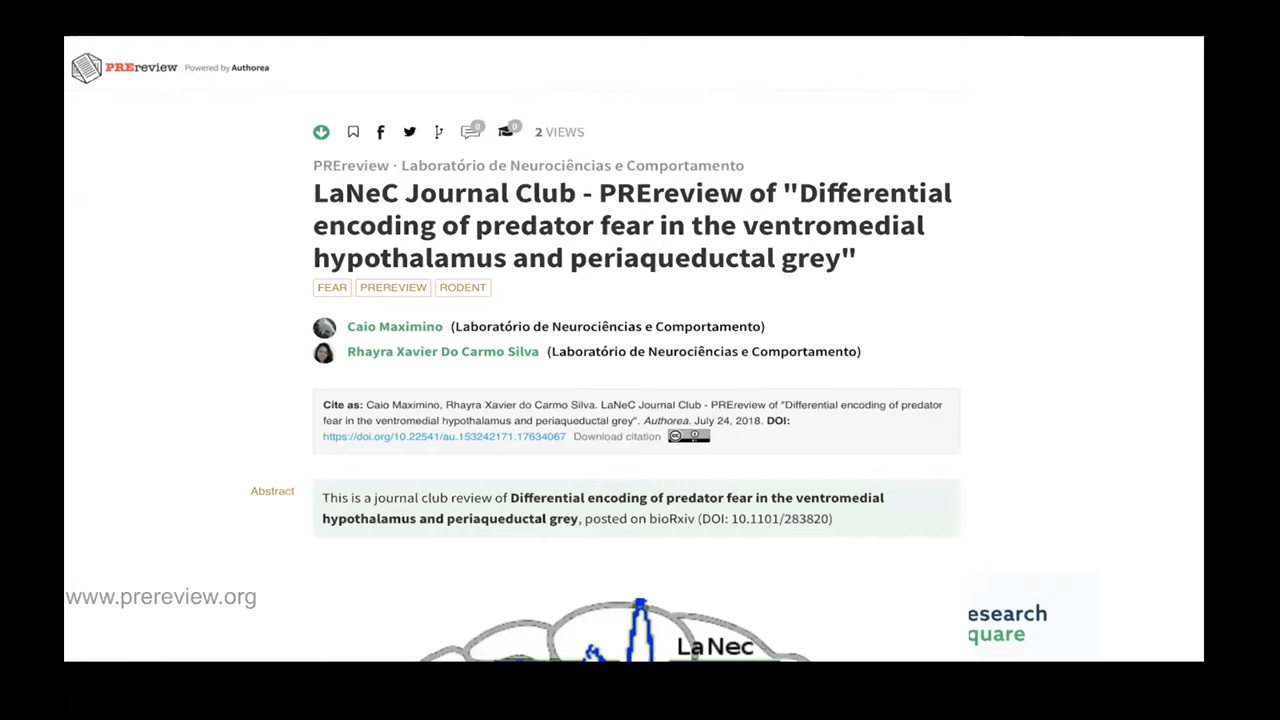 PREreview Powered by Authorea
0 0 2 VIEWS
PREreview · Laboratório de Neurociências e Comportamento
LaNeC Journal Club - PREreview of "Differential
encoding of predator fear in the ventromedial
hypothalamus and periaqueductal grey"
FEAR PREREVIEW RODENT
Caio Maximino (Laboratório de Neurociências e Comportamento)
Rhayra Xavier Do Carmo Silva (Laboratório de Neurociências e Comportamento)
Cite as: Caio Maximino, Rhayra Xavier do Carmo Silva. LaNeC Journal Club - PREreview of "Differential encoding of predator
fear in the ventromedial hypothalamus and periaqueductal grey". Authorea. July 24, 2018. DOI:
https://doi.org/10.22541/au.153242171.17634067 Download citation
Abstract
This is a journal club review of Differential encoding of predator fear in the ventromedial
hypothalamus and periaqueductal grey, posted on bioRxiv (DOI: 10.1101/283820)
www.prereview.org
esearch
quare
LaNec